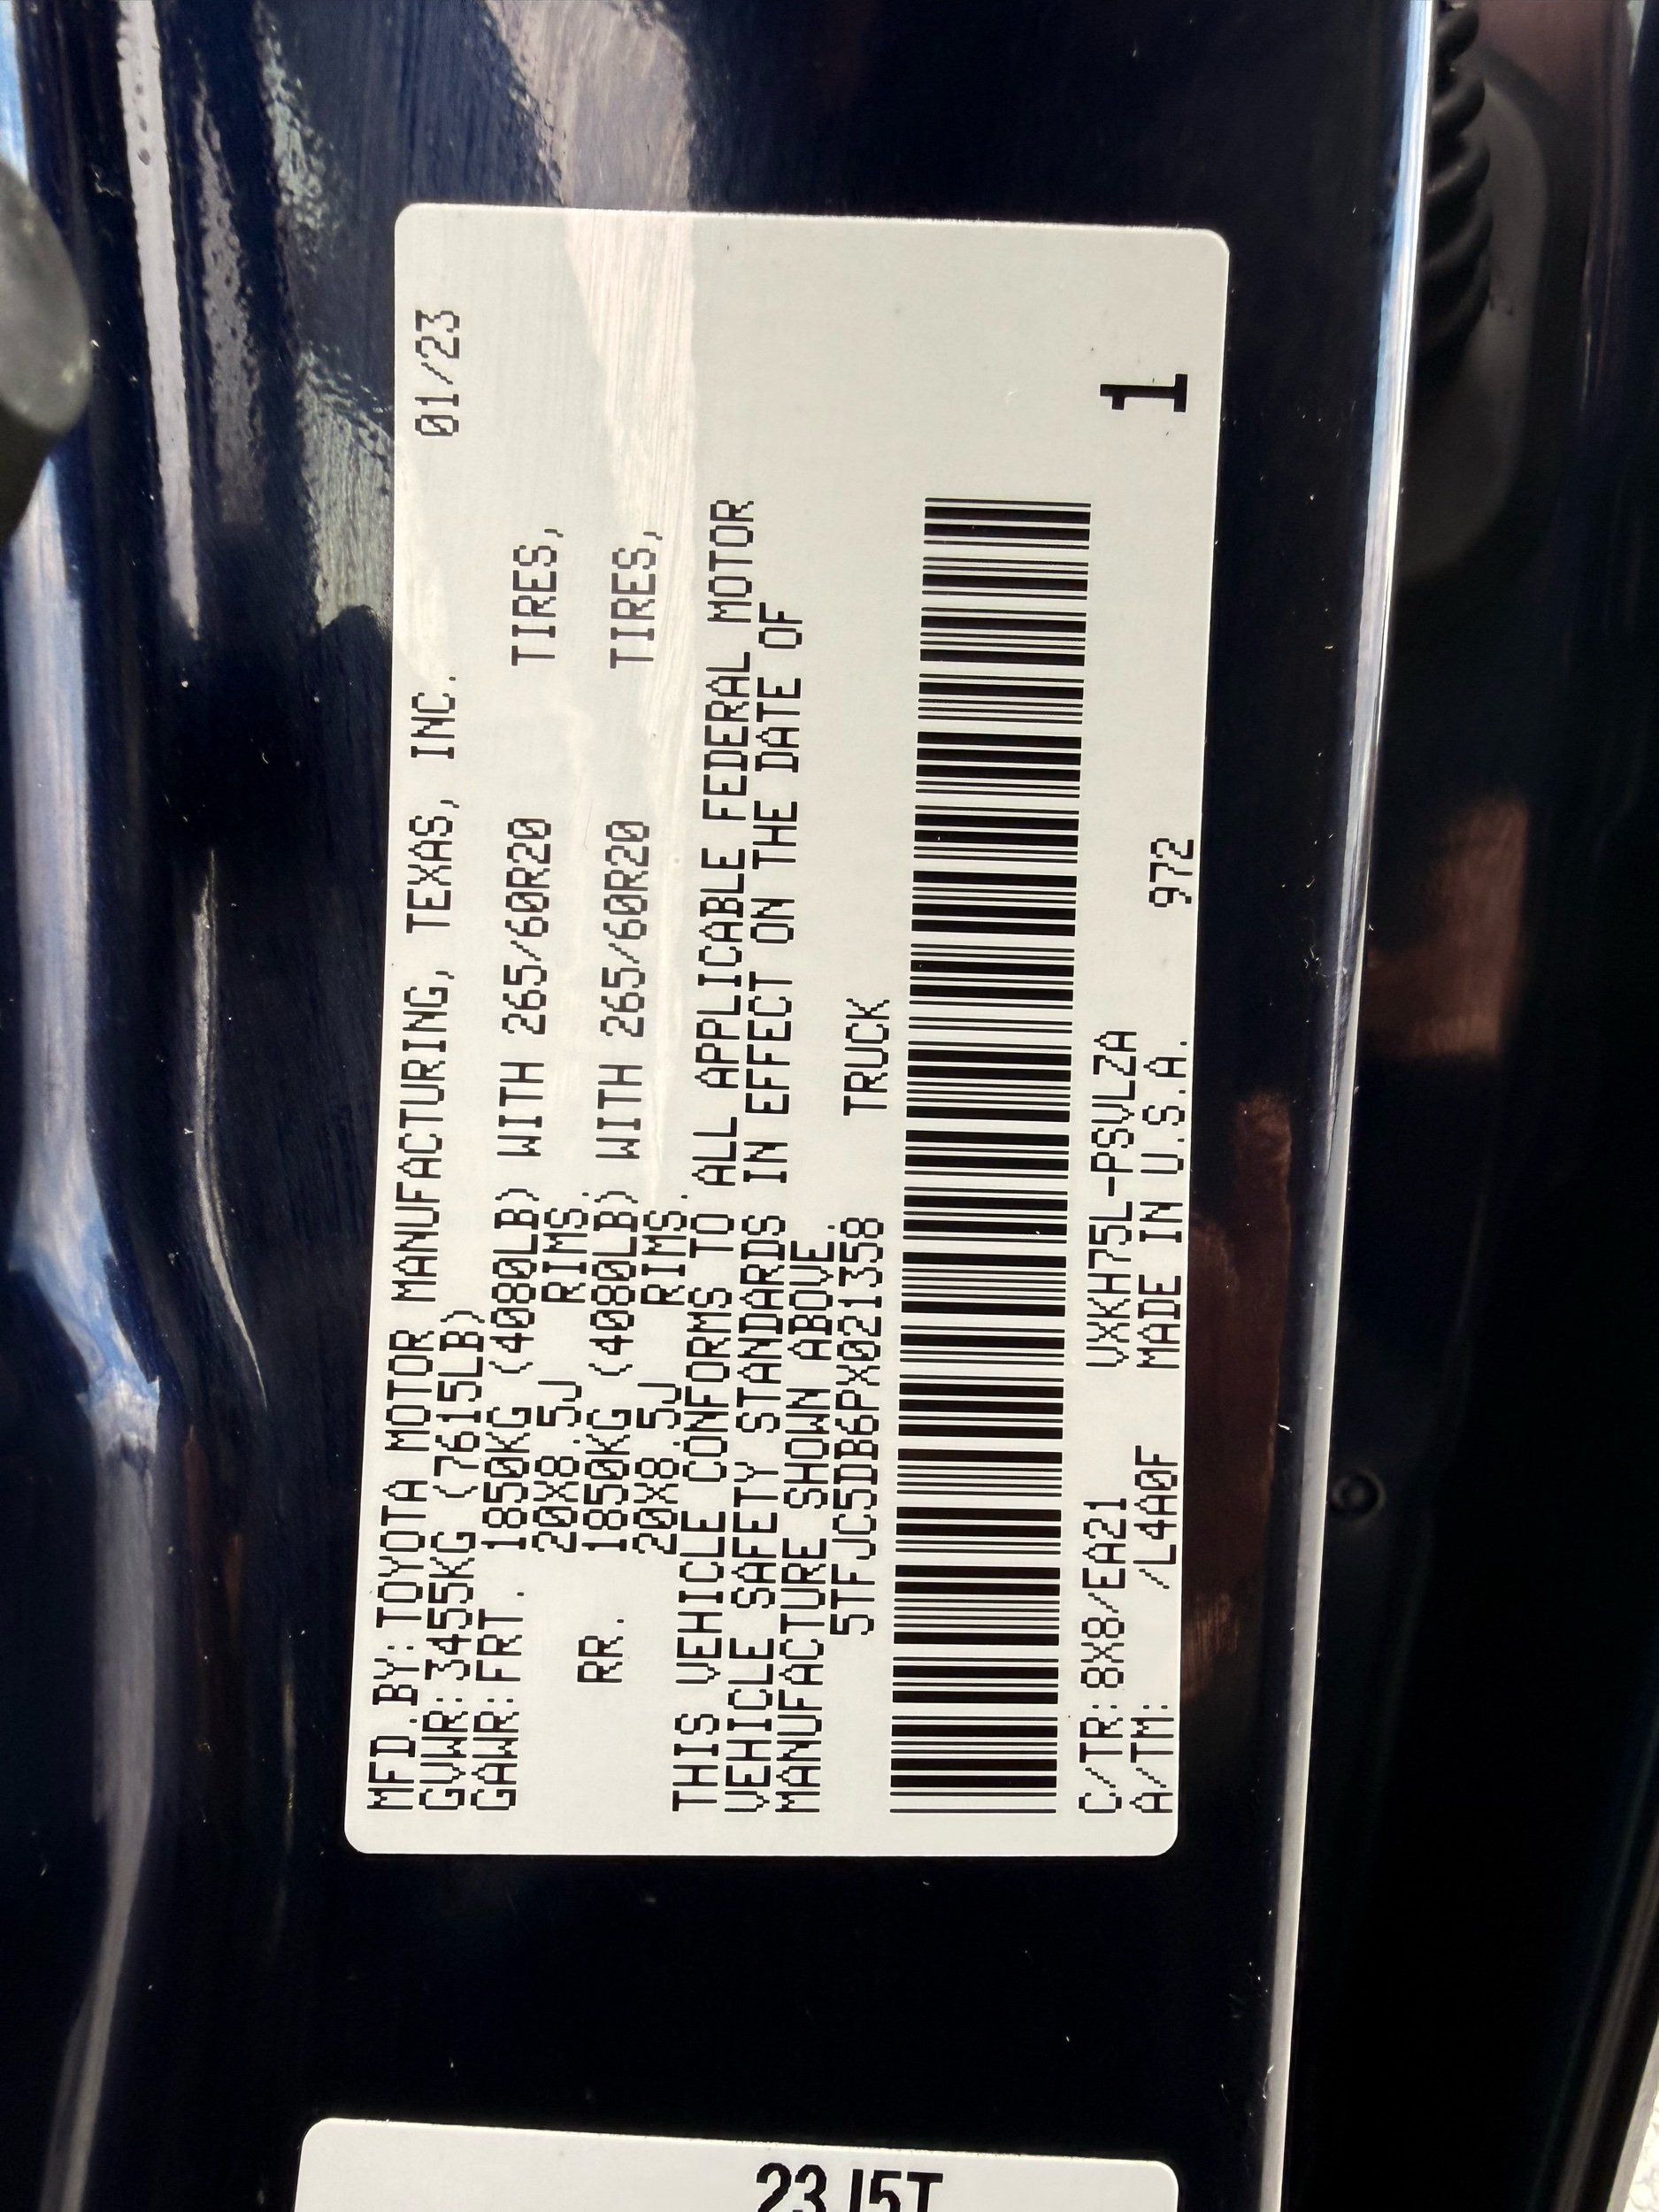 MFD.BY: TOYOTA MOTOR MANUFACTURING, TEXAS, INC. 01/23
GVWR: 3455KG (7615LB)
GAWR: FRT. 1850KG (4080LB) WITH 265/60R20 TIRES,
20X8.5J RIMS.
RR. 1850KG (4080LB) WITH 265/60R20 TIRES,
20X8.5J RIMS.
THIS VEHICLE CONFORMS TO ALL APPLICABLE FEDERAL MOTOR
VEHICLE SAFETY STANDARDS IN EFFECT ON THE DATE OF
MANUFACTURE SHOWN ABOVE.
5TFJC5DB6PX021358 TRUCK
C/TR: 8X8/EA21 VXKH75L-PSVLZA
A/TM: /L4A0F MADE IN U.S.A. 972
1
23J5T